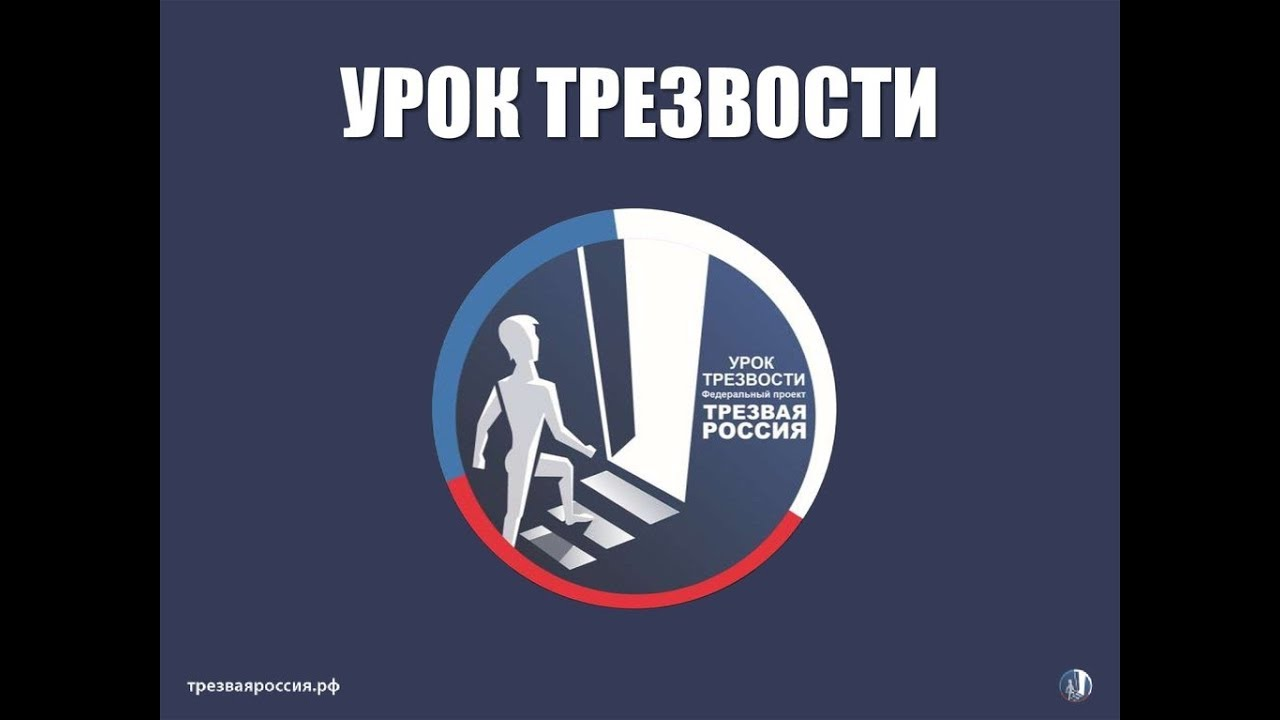 УРОК ТРЕЗВОСТИ
УРОК
ТРЕЗВОСТИ
Федеральный проект
ТРЕЗВАЯ
РОССИЯ
трезваяроссия.рф